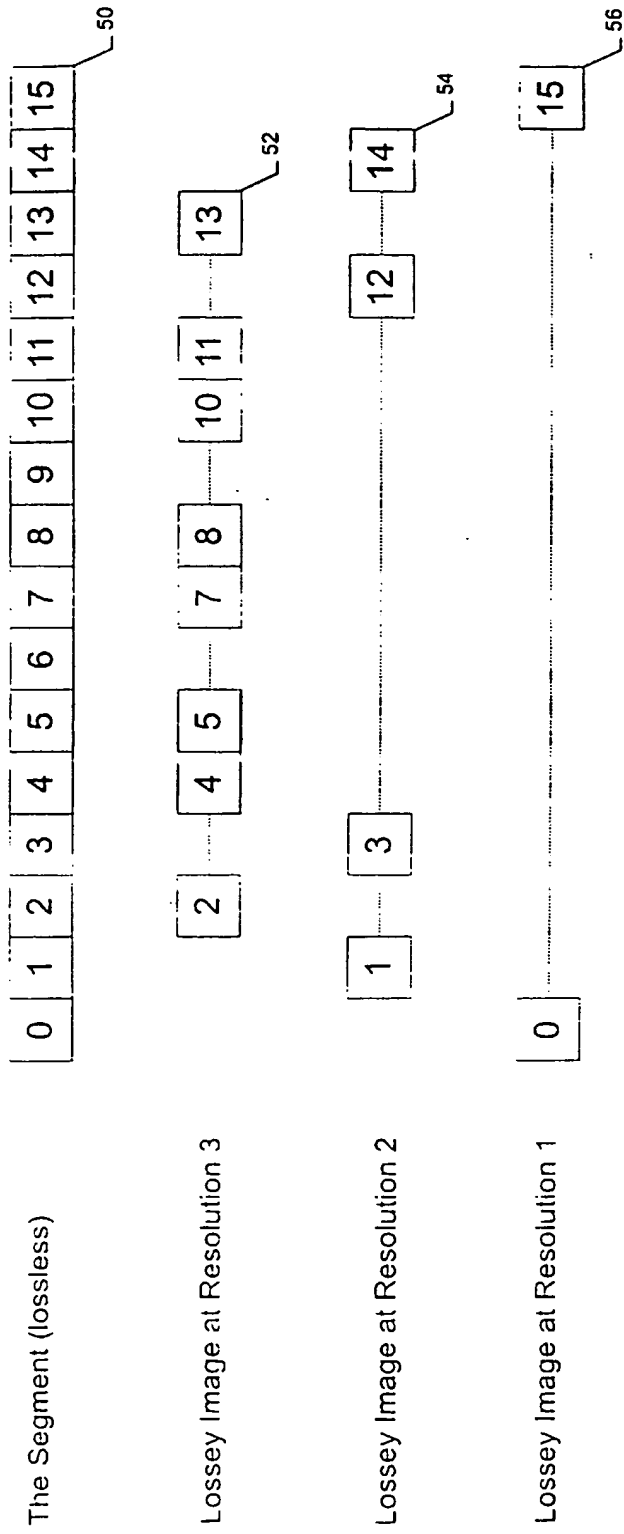 The Segment (lossless)
0 1 2 3 4 5 6 7 8 9 10 11 12 13 14 15
50
Lossey Image at Resolution 3
2 4 5 7 8 10 11 13
52
Lossey Image at Resolution 2
1 3 12 14
54
Lossey Image at Resolution 1
0 15
56